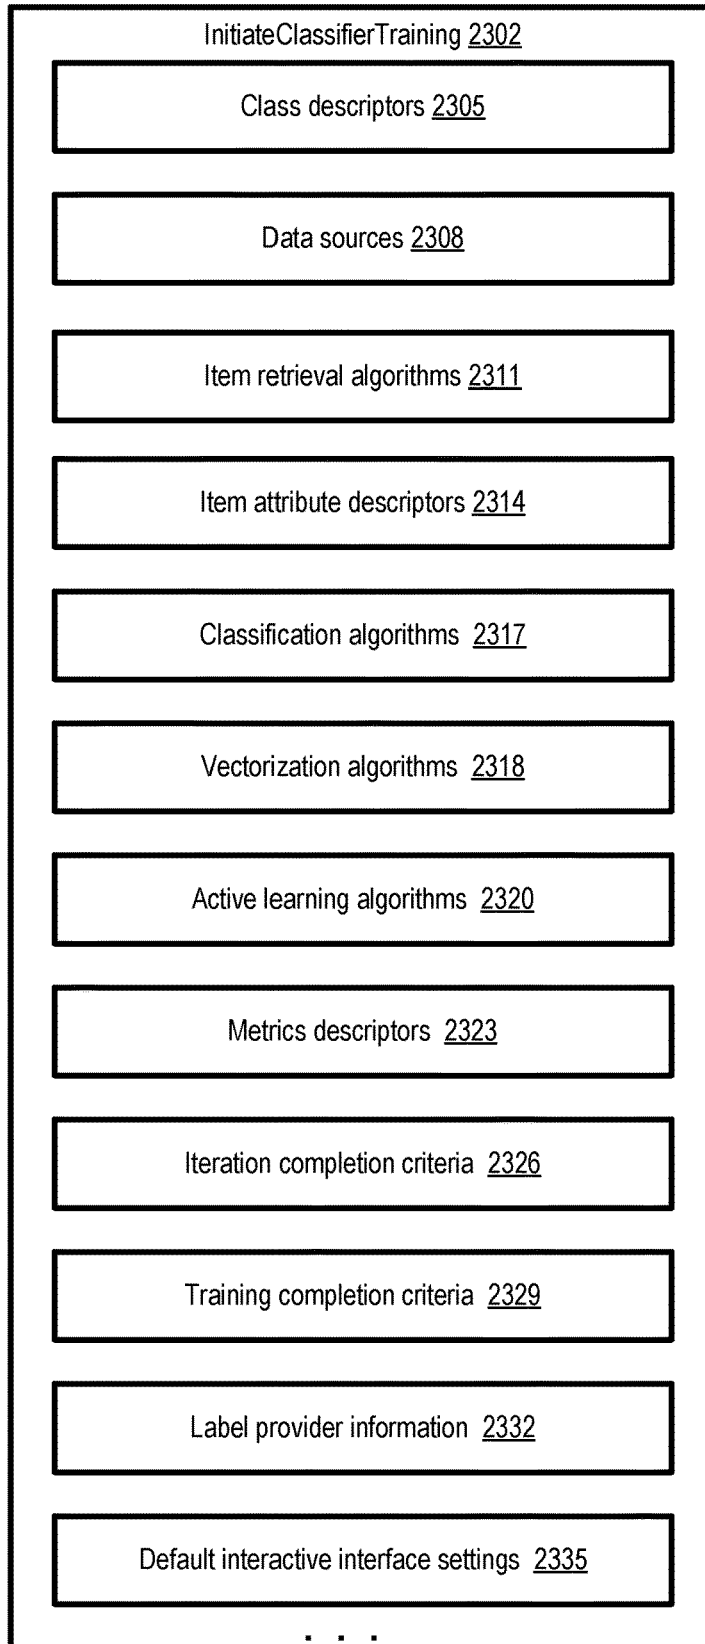 InitiateClassifierTraining 2302
Class descriptors 2305
Data sources 2308
Item retrieval algorithms 2311
Item attribute descriptors 2314
Classification algorithms 2317
Vectorization algorithms 2318
Active learning algorithms 2320
Metrics descriptors 2323
Iteration completion criteria 2326
Training completion criteria 2329
Label provider information 2332
Default interactive interface settings 2335
. . .